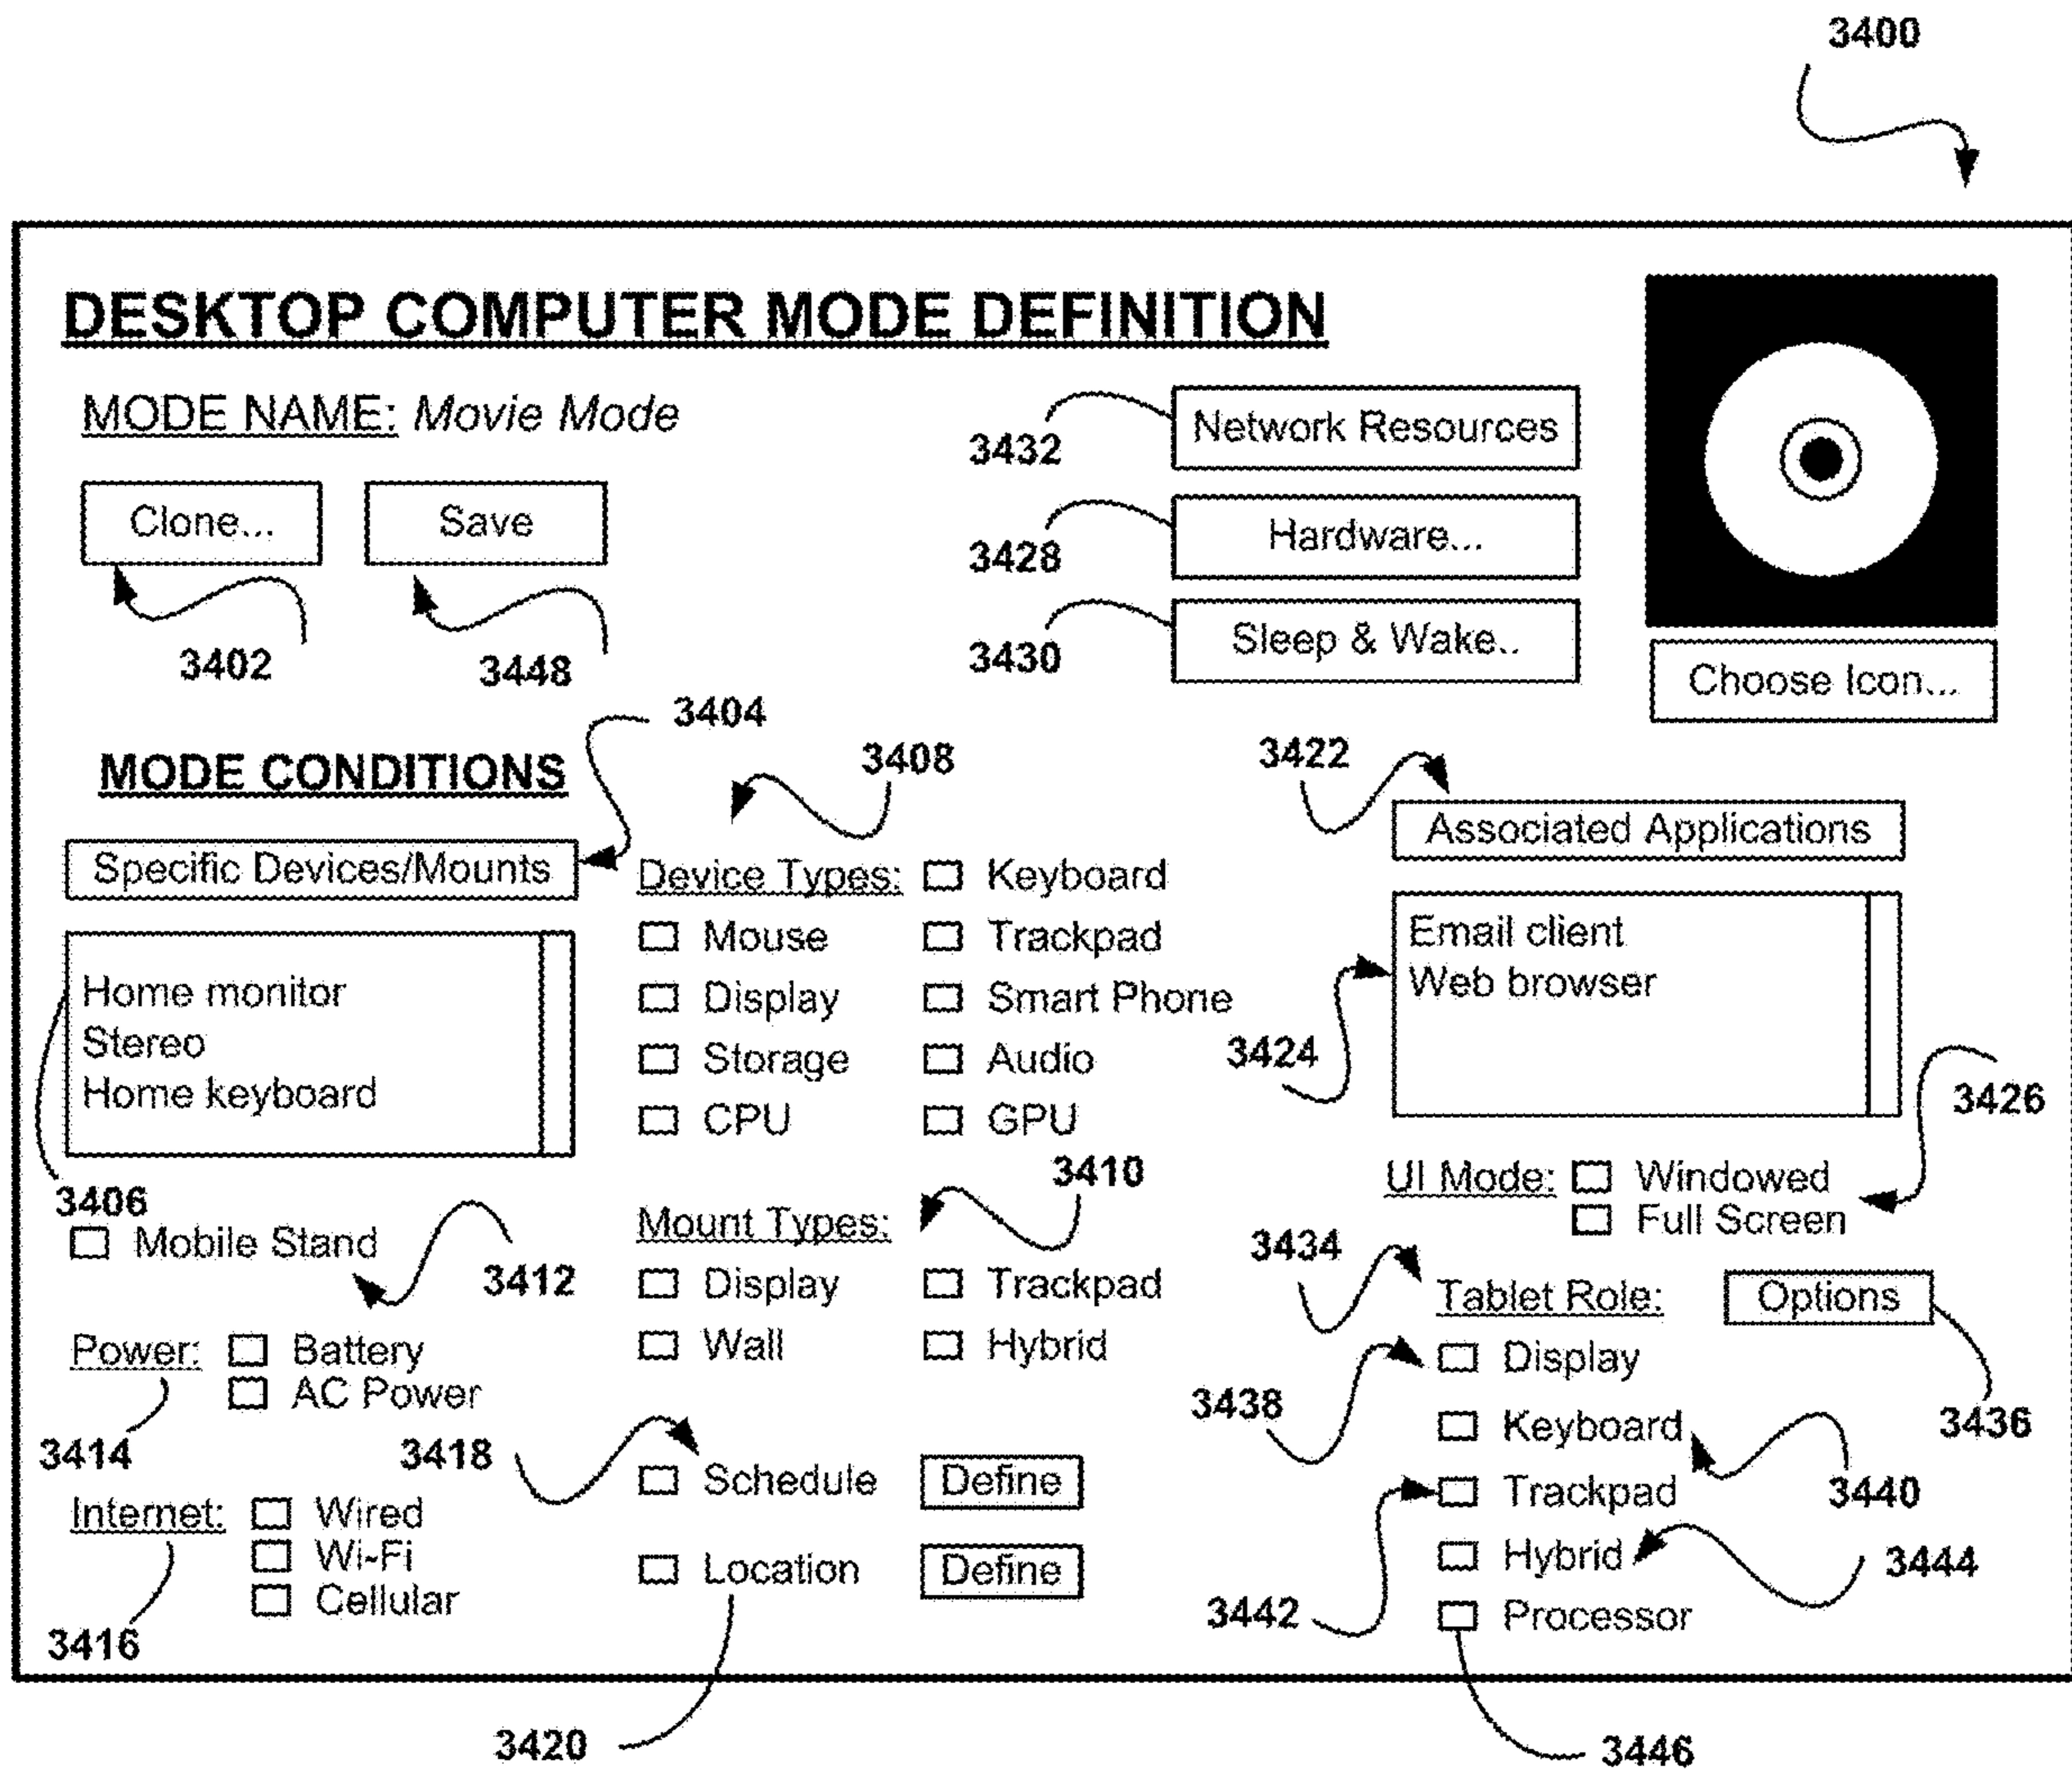 3400
DESKTOP COMPUTER MODE DEFINITION
MODE NAME: Movie Mode
Clone...
Save
3402
3448
3432
Network Resources
3428
Hardware...
3430
Sleep & Wake..
Choose Icon...
3404
MODE CONDITIONS
Specific Devices/Mounts
Home monitor
Stereo
Home keyboard
3406
Mobile Stand
3412
Power:
Battery
AC Power
3414
Internet:
Wired
Wi-Fi
Cellular
3416
3408
Device Types:
Keyboard
Mouse
Trackpad
Display
Smart Phone
Storage
Audio
CPU
GPU
3410
Mount Types:
Display
Trackpad
Wall
Hybrid
3418
Schedule
Define
Location
Define
3420
3422
Associated Applications
Email client
Web browser
3424
3426
UI Mode:
Windowed
Full Screen
3434
Tablet Role:
Options
3436
Display
3438
Keyboard
3440
Trackpad
3442
Hybrid
3444
Processor
3446